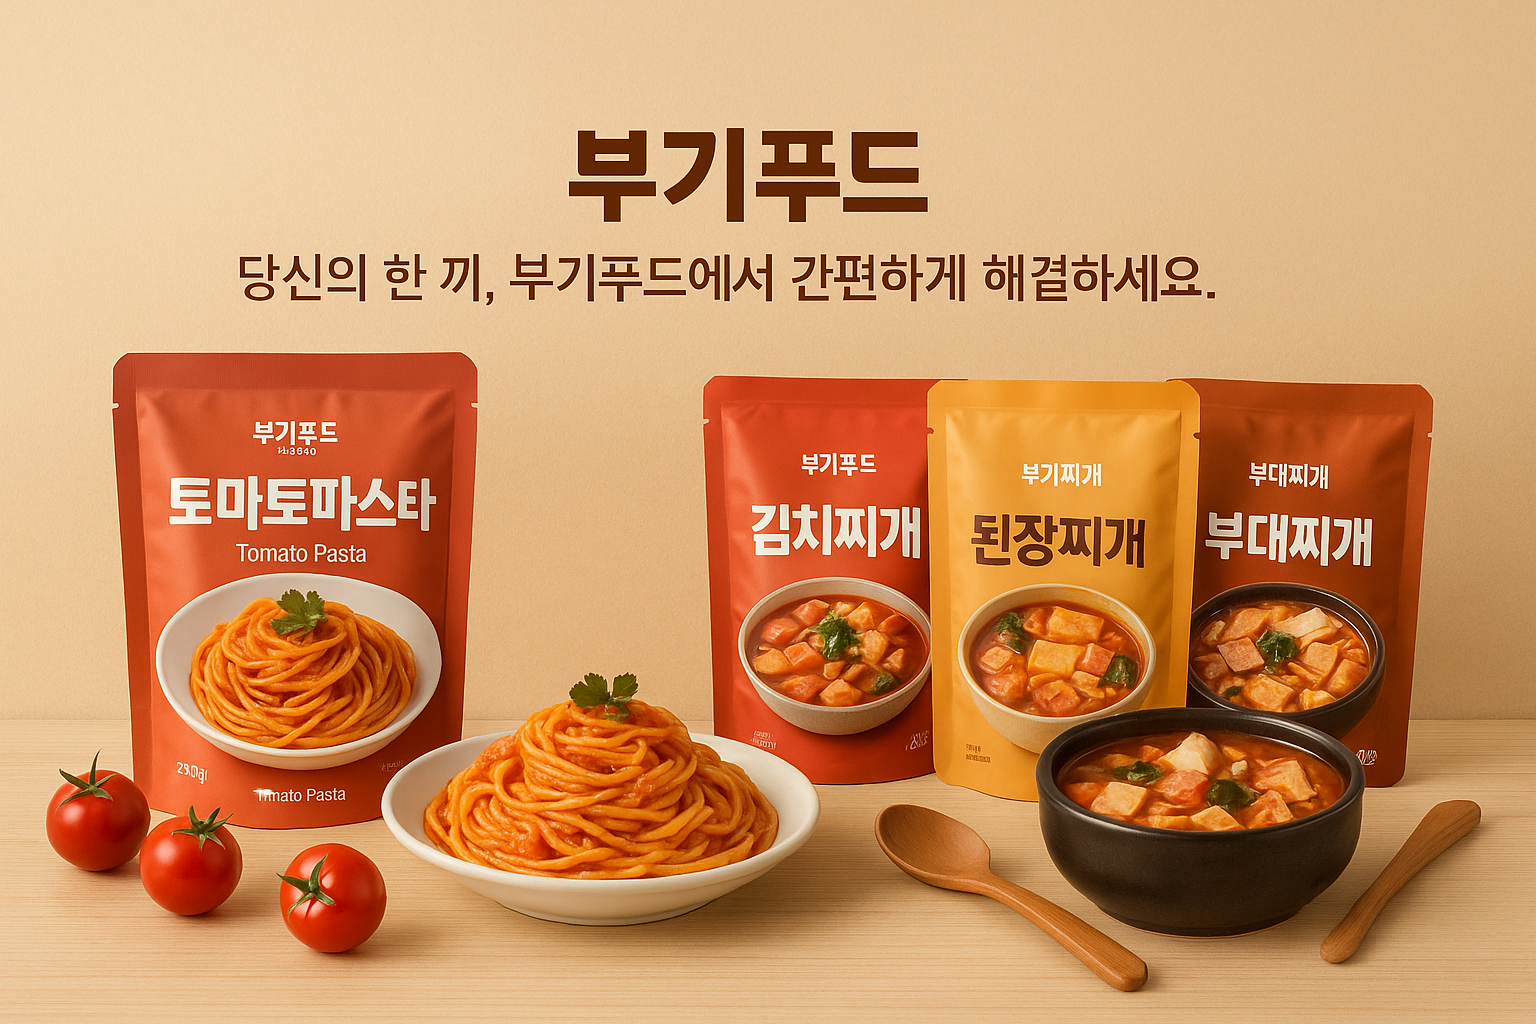 부기푸드
당신의 한 끼, 부기푸드에서 간편하게 해결하세요.
부기푸드
토마토파스타
Tomato Pasta
Tmato Pasta
부기푸드
김치찌개
부기찌개
된장찌개
부대찌개
부대찌개